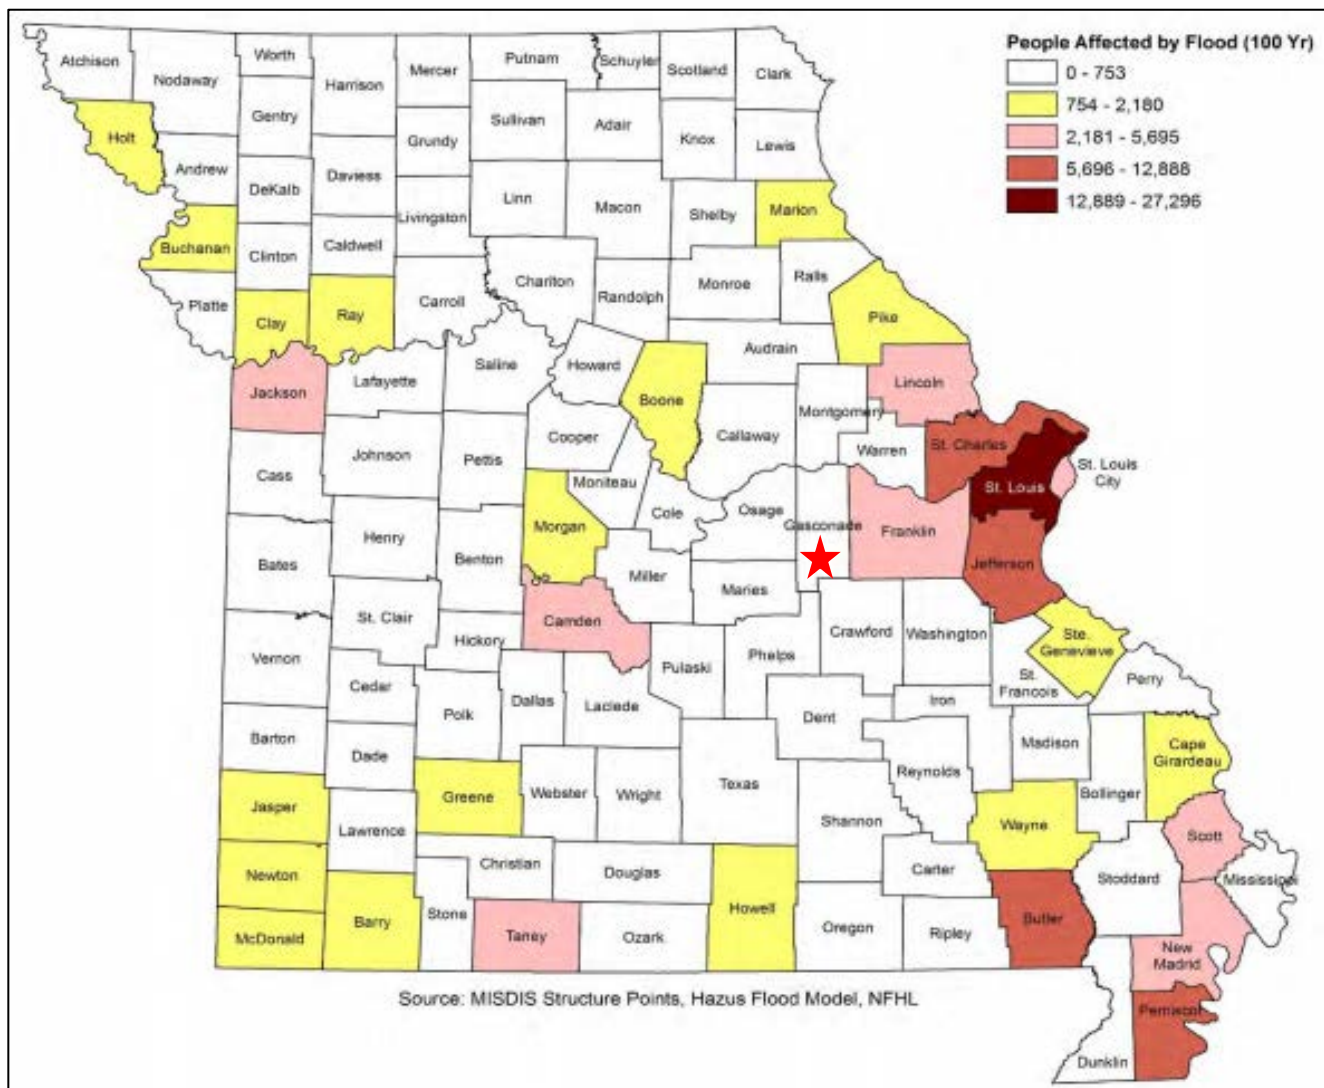 People Affected by Flood (100 Yr)
0 - 753
754 - 2,180
2,181 - 5,695
5,696 - 12,888
12,889 - 27,296
Atchison
Nodaway
Worth
Harrison
Mercer
Putnam
Schuyler
Scotland
Clark
Gentry
Sullivan
Adair
Knox
Lewis
Holt
Andrew
DeKalb
Daviess
Grundy
Linn
Macon
Shelby
Marion
Livingston
Buchanan
Clinton
Caldwell
Chariton
Randolph
Monroe
Ralls
Platte
Clay
Ray
Carroll
Pike
Audrain
Jackson
Lafayette
Saline
Howard
Boone
Lincoln
Montgomery
Callaway
Cooper
Warren
St. Charles
Cass
Johnson
Pettis
Moniteau
St. Louis
St. Louis
City
Cole
Osage
Gasconade
Franklin
Morgan
Bates
Henry
Benton
Miller
Maries
Jefferson
St. Clair
Hickory
Camden
Pulaski
Phelps
Crawford
Washington
Ste.
Genevieve
Vernon
Cedar
Polk
Dallas
Laclede
Dent
Iron
St.
Francois
Perry
Barton
Dade
Texas
Reynolds
Madison
Bollinger
Cape
Girardeau
Jasper
Greene
Webster
Wright
Shannon
Wayne
Scott
Lawrence
Christian
Douglas
Carter
Stoddard
Mississippi
Newton
Barry
Stone
Taney
Ozark
Howell
Oregon
Ripley
Butler
McDonald
New
Madrid
Pemiscot
Dunklin
Source: MISDIS Structure Points, Hazus Flood Model, NFHL